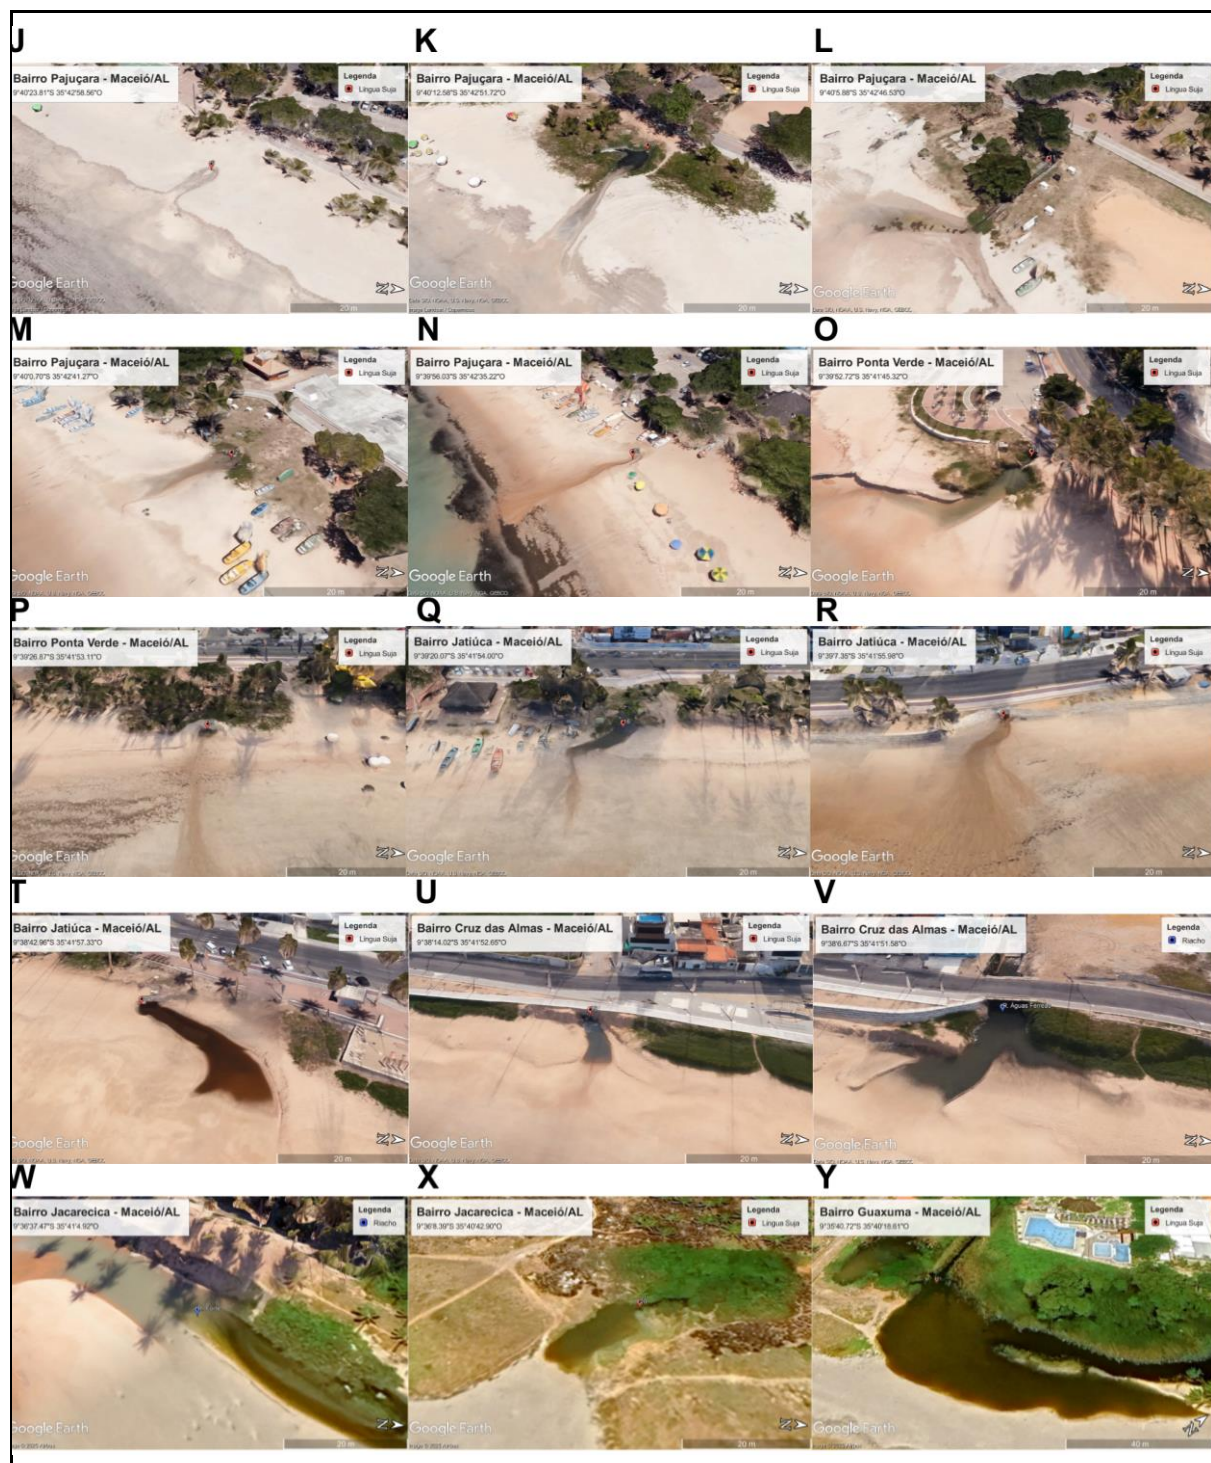 J K L
Bairro Pajuçara - Maceió/AL
9°40'23.81"S 35°42'58.56"O
Legenda
Língua Suja
Google Earth
20 m
Bairro Pajuçara - Maceió/AL
9°40'12.58"S 35°42'51.72"O
Legenda
Língua Suja
Google Earth
20 m
Bairro Pajuçara - Maceió/AL
9°40'5.88"S 35°42'46.53"O
Legenda
Língua Suja
Google Earth
20 m
M N O
Bairro Pajuçara - Maceió/AL
9°40'0.70"S 35°42'41.27"O
Legenda
Língua Suja
Google Earth
20 m
Bairro Pajuçara - Maceió/AL
9°39'56.03"S 35°42'35.22"O
Legenda
Língua Suja
Google Earth
20 m
Bairro Ponta Verde - Maceió/AL
9°39'52.72"S 35°41'45.32"O
Legenda
Língua Suja
Google Earth
20 m
P Q R
Bairro Ponta Verde - Maceió/AL
9°39'26.87"S 35°41'53.11"O
Legenda
Língua Suja
Google Earth
20 m
Bairro Jatiúca - Maceió/AL
9°39'20.07"S 35°41'54.00"O
Legenda
Língua Suja
Google Earth
20 m
Bairro Jatiúca - Maceió/AL
9°39'7.35"S 35°41'55.98"O
Legenda
Língua Suja
Google Earth
20 m
T U V
Bairro Jatiúca - Maceió/AL
9°38'42.96"S 35°41'57.33"O
Legenda
Língua Suja
Google Earth
20 m
Bairro Cruz das Almas - Maceió/AL
9°38'14.02"S 35°41'52.65"O
Legenda
Língua Suja
Google Earth
20 m
Bairro Cruz das Almas - Maceió/AL
9°38'6.67"S 35°41'51.58"O
Legenda
Riacho
R. Águas Férreas
Google Earth
20 m
W X Y
Bairro Jacarecica - Maceió/AL
9°36'37.47"S 35°41'4.92"O
Legenda
Riacho
Google Earth
20 m
Bairro Jacarecica - Maceió/AL
9°36'8.39"S 35°40'42.90"O
Legenda
Língua Suja
Google Earth
20 m
Bairro Guaxuma - Maceió/AL
9°35'40.72"S 35°40'18.61"O
Legenda
Língua Suja
Google Earth
40 m